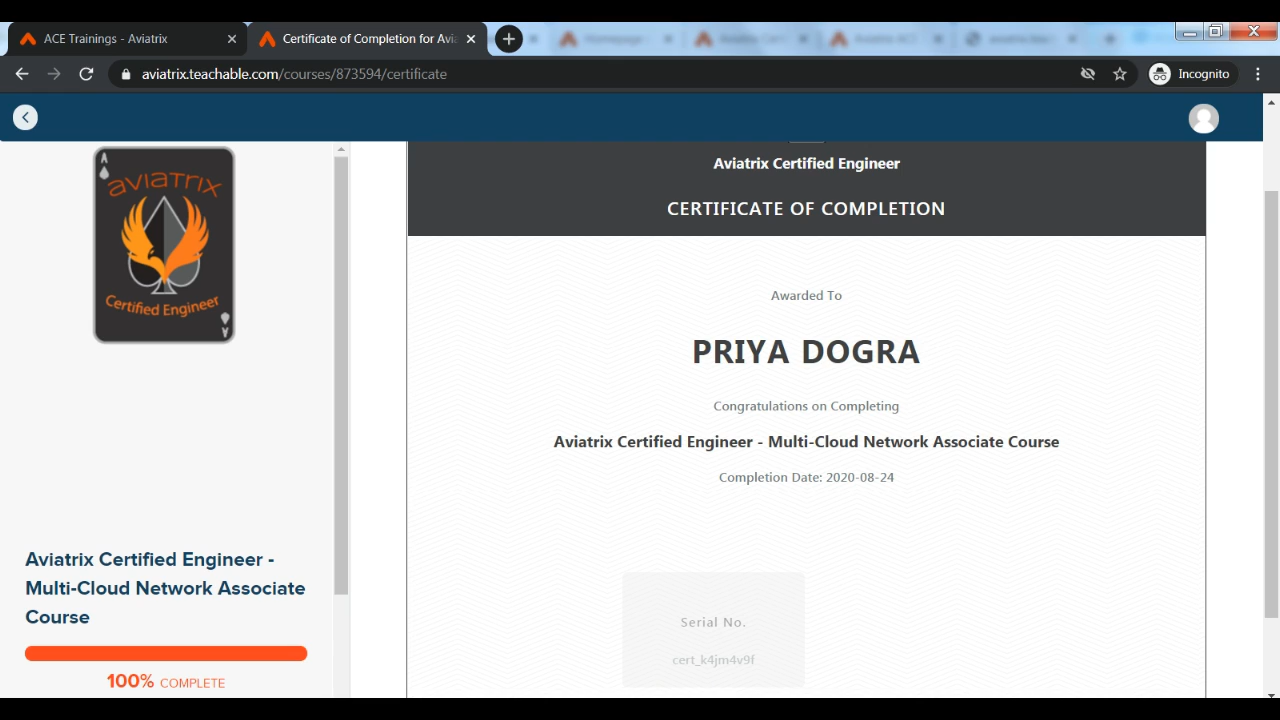 ACE Trainings - Aviatrix
Certificate of Completion for Avi
aviatrix.teachable.com/courses/873594/certificate
Incognito
A
aviatrix
Certified Engineer
A
Aviatrix Certified Engineer
CERTIFICATE OF COMPLETION
Awarded To
PRIYA DOGRA
Congratulations on Completing
Aviatrix Certified Engineer - Multi-Cloud Network Associate Course
Completion Date: 2020-08-24
Serial No.
cert_k4jm4v9f
Aviatrix Certified Engineer -
Multi-Cloud Network Associate
Course
100% COMPLETE